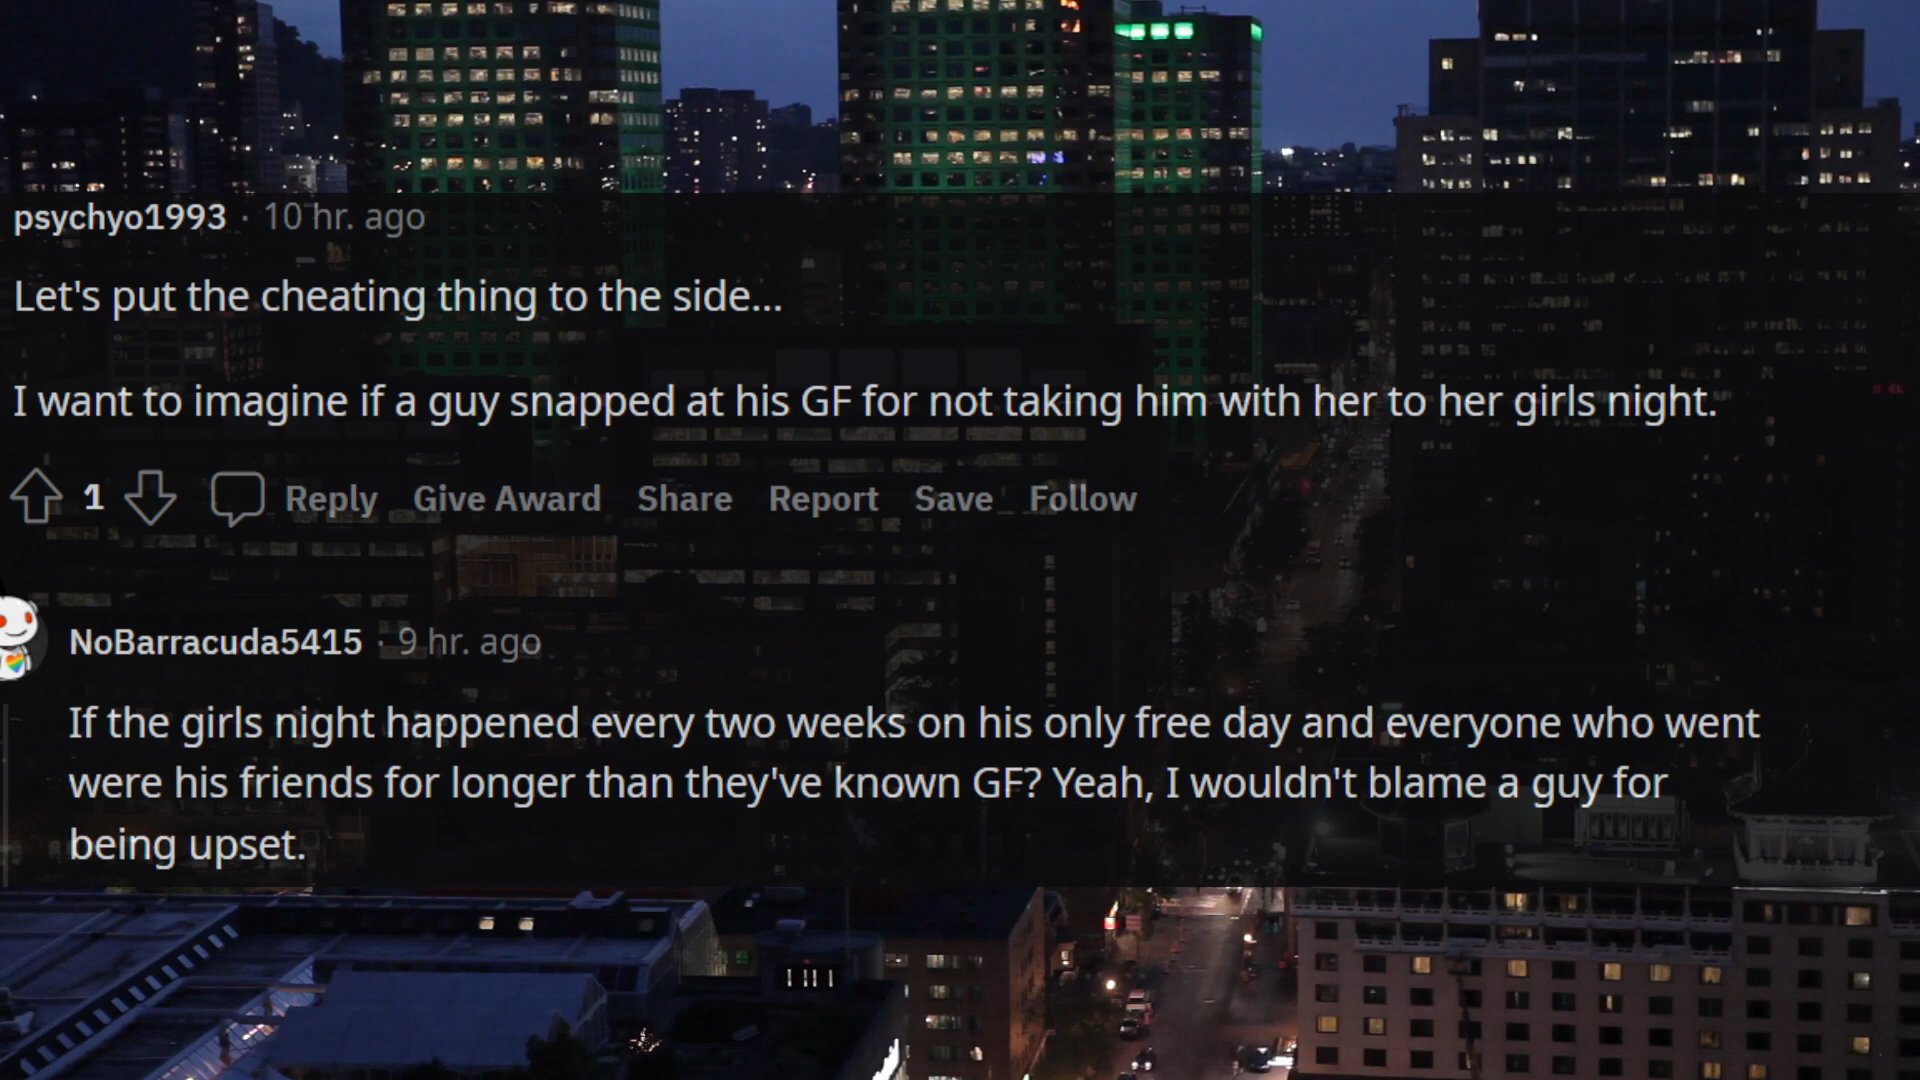 psychyo1993 · 10 hr. ago
Let's put the cheating thing to the side...
I want to imagine if a guy snapped at his GF for not taking him with her to her girls night.
1 Reply Give Award Share Report Save Follow
NoBarracuda5415 · 9 hr. ago
If the girls night happened every two weeks on his only free day and everyone who went
were his friends for longer than they've known GF? Yeah, I wouldn't blame a guy for
being upset.